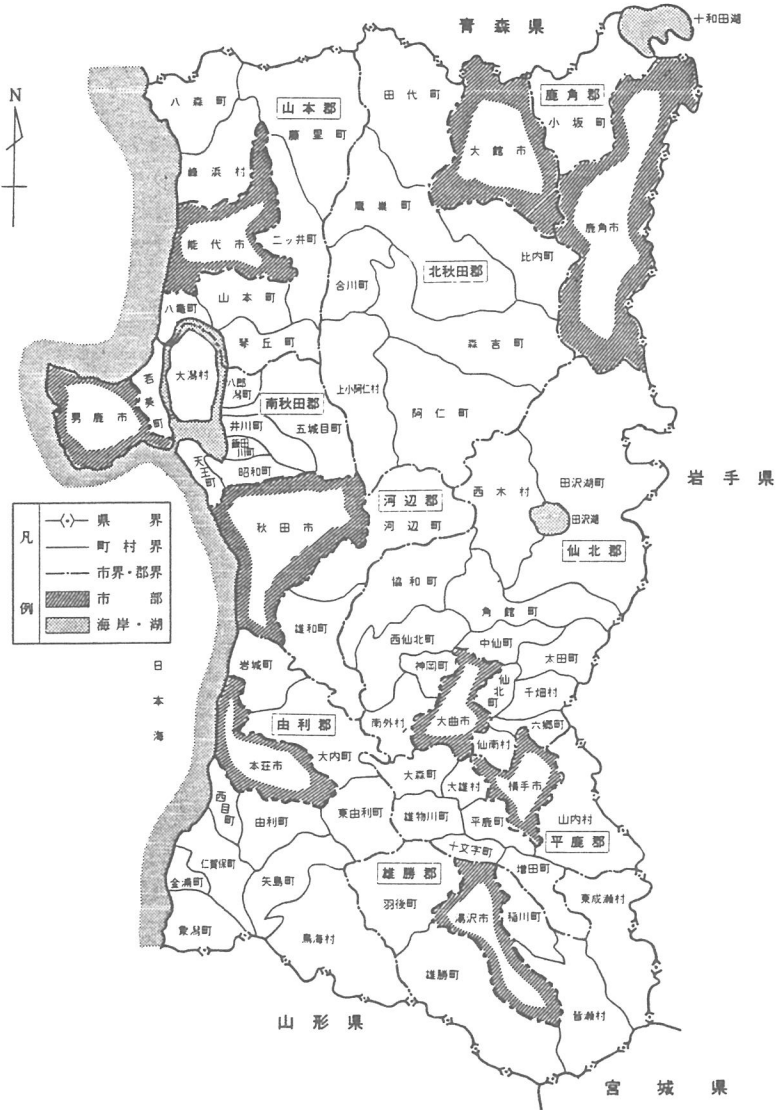 青森県
十和田湖
N
八森町
山本郡
藤里町
田代町
鹿角郡
小坂町
大館市
峰浜村
鷹巣町
鹿角市
能代市
二ッ井町
比内町
北秋田郡
合川町
山本町
八竜町
琴丘町
森吉町
大潟村
若美町
八郎潟町
上小阿仁村
男鹿市
南秋田郡
阿仁町
井川町
五城目町
飯田川町
天王町
昭和町
岩手県
西木村
田沢湖町
河辺郡
河辺町
田沢湖
仙北郡
秋田市
凡例
県界
町村界
市界・郡界
市部
海岸・湖
協和町
角館町
雄和町
西仙北町
中仙町
太田町
岩城町
神岡町
仙北町
千畑村
日本海
南外村
大曲市
六郷町
由利郡
仙南村
大内町
本荘市
大森町
大雄村
横手市
西目町
由利町
東由利町
雄物川町
平鹿町
山内村
平鹿郡
十文字町
仁賀保町
雄勝郡
増田町
金浦町
矢島町
羽後町
東成瀬村
湯沢市
稲川町
象潟町
鳥海村
雄勝町
皆瀬村
山形県
宮城県